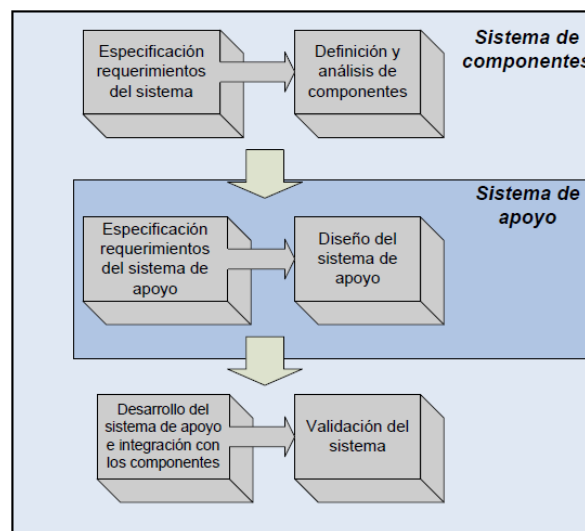 Especificación
requerimientos
del sistema
Definición y
análisis de
componentes
Sistema de
componentes
Especificación
requerimientos
del sistema de
apoyo
Diseño del
sistema de
apoyo
Sistema de
apoyo
Desarrollo del
sistema de apoyo
e integración con
los componentes
Validación del
sistema